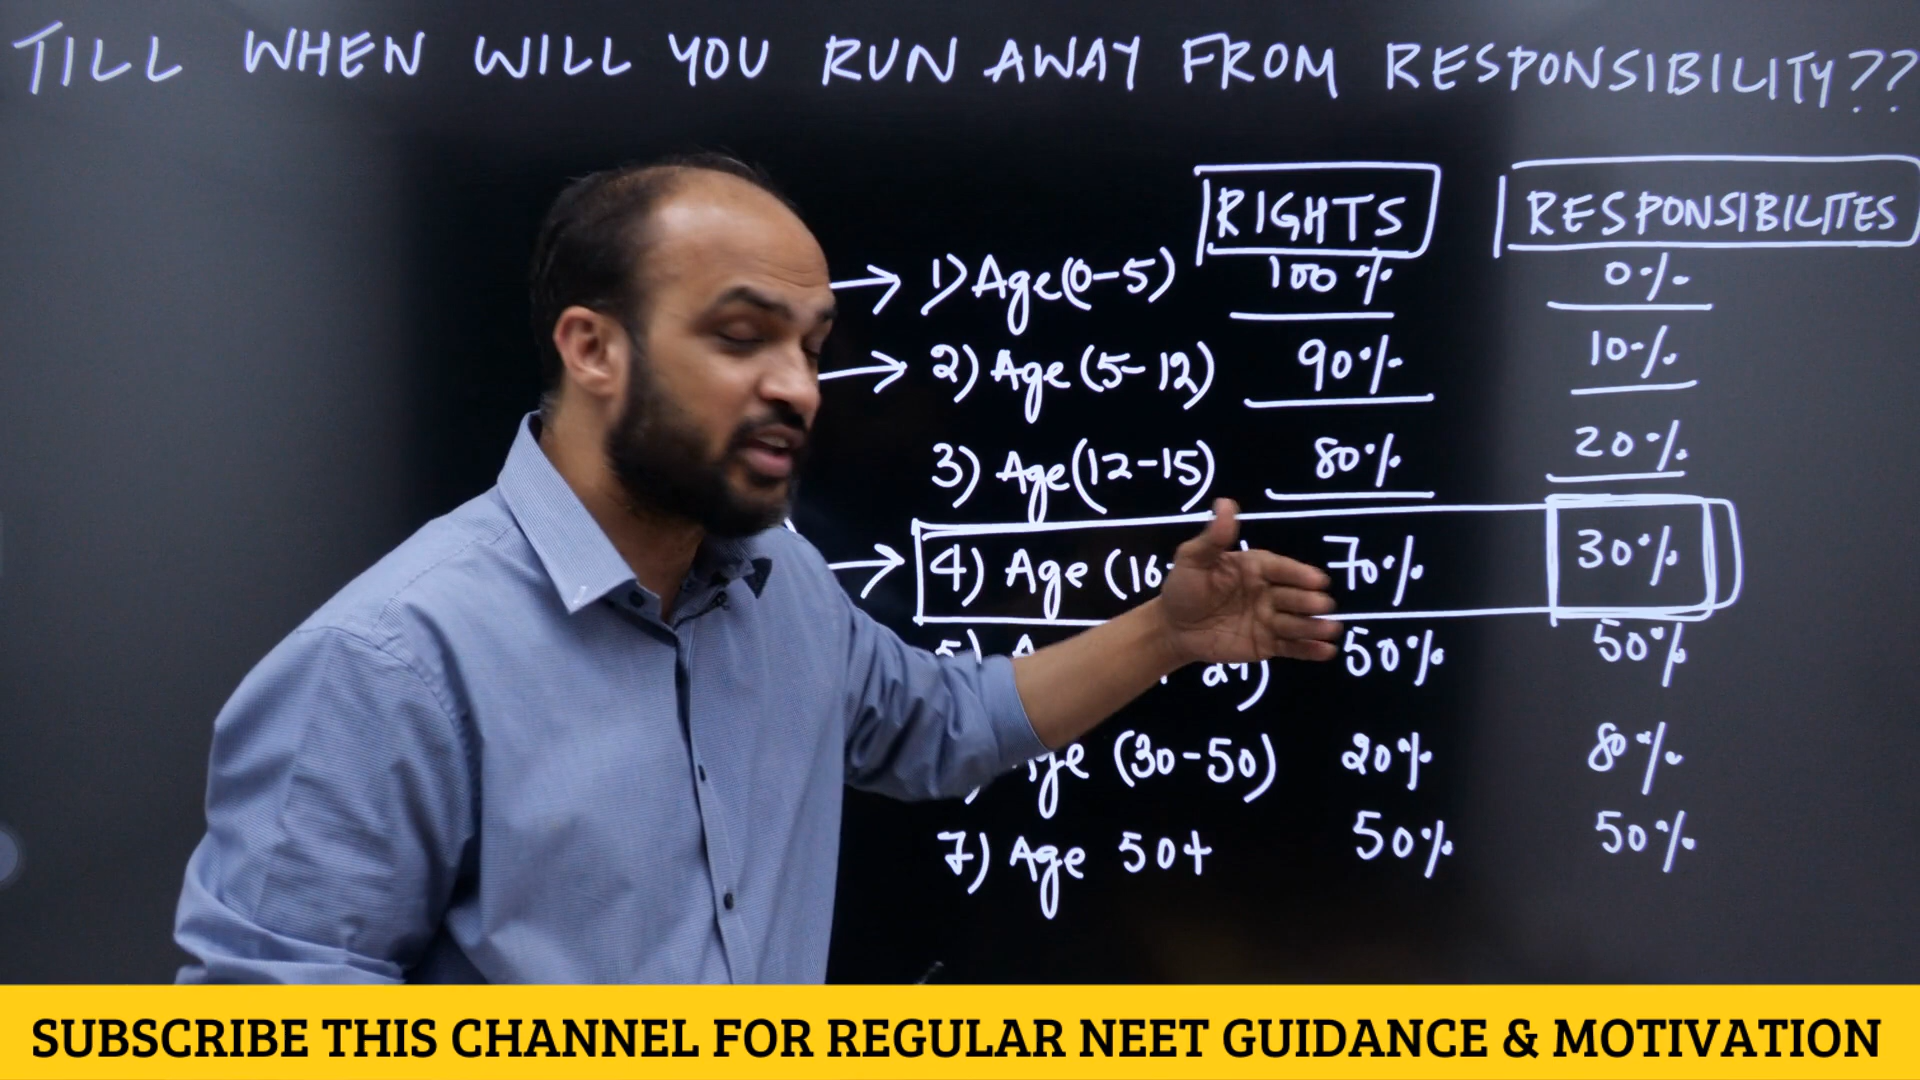 TILL WHEN WILL YOU RUN AWAY FROM RESPONSIBILITY??
RIGHTS RESPONSIBILITES
1) Age (0-5) 100% 0%
2) Age (5-12) 90% 10%
3) Age (12-15) 80% 20%
4) Age (16- 70% 30%
5) 50% 50%
(30-50) 20% 80%
7) Age 50+ 50% 50%
SUBSCRIBE THIS CHANNEL FOR REGULAR NEET GUIDANCE & MOTIVATION